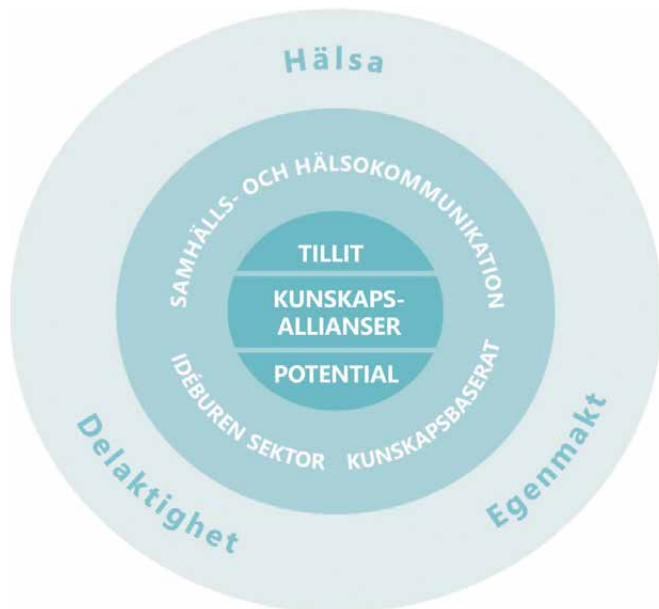 Hälsa
SAMHÄLLS- OCH HÄLSOKOMMUNIKATION
TILLIT
KUNSKAPS-
ALLIANSER
POTENTIAL
IDÉBUREN SEKTOR
KUNSKAPSBASERAT
Delaktighet
Egenmakt